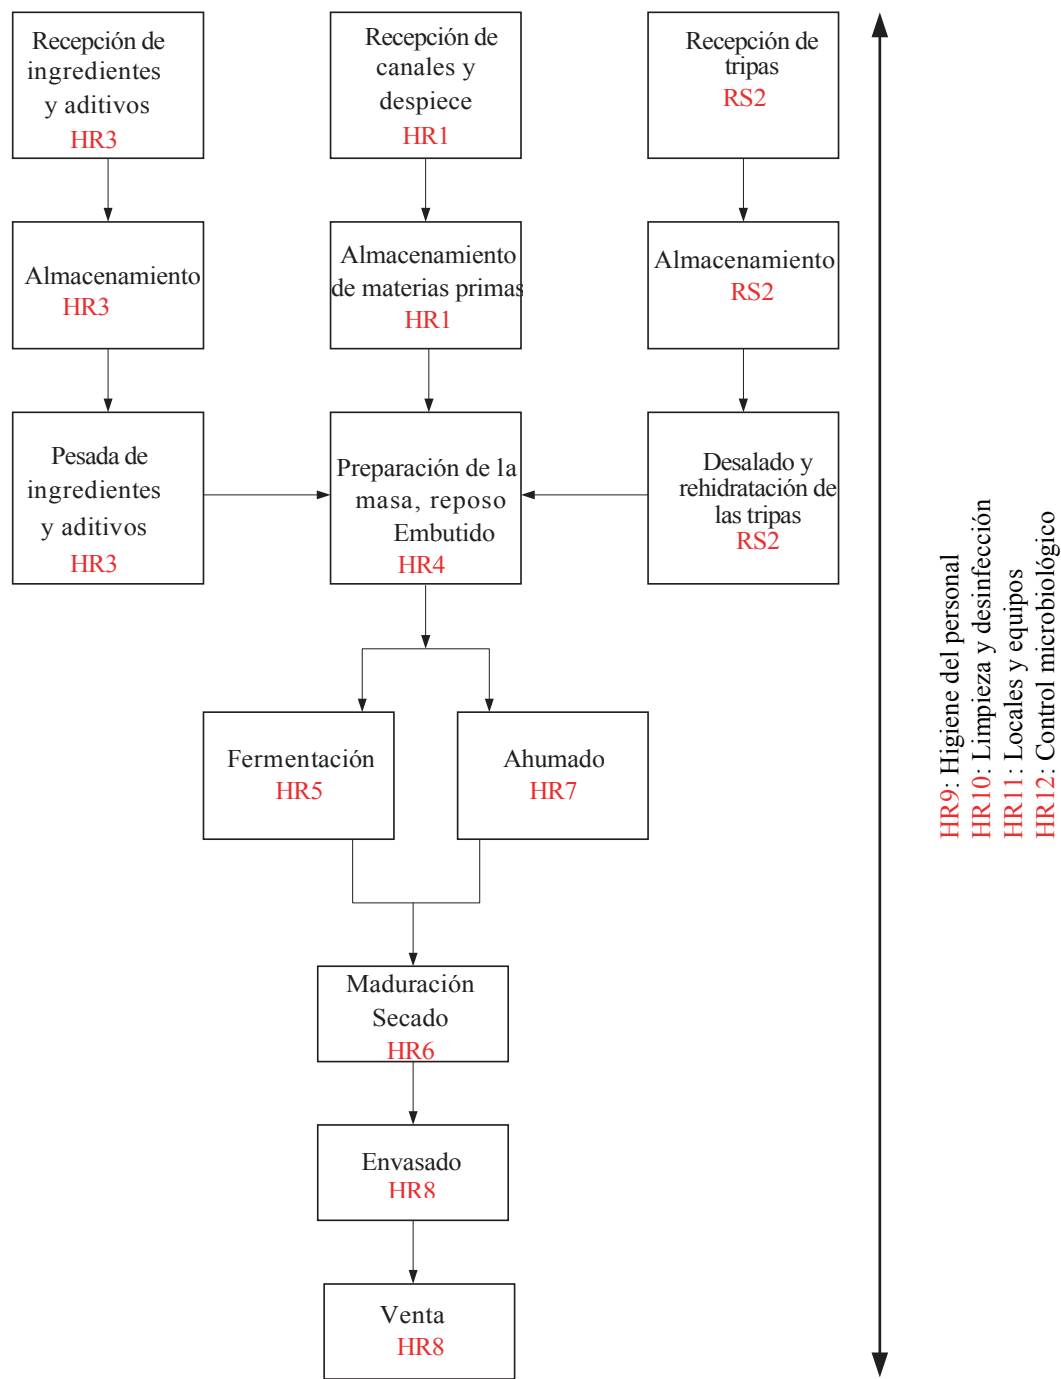 Recepción de
ingredientes
y aditivos
HR3
Recepción de
canales y
despiece
HR1
Recepción de
tripas
RS2
Almacenamiento
HR3
Almacenamiento
de materias primas
HR1
Almacenamiento
RS2
Pesada de
ingredientes
y aditivos
HR3
Preparación de la
masa, reposo
Embutido
HR4
Desalado y
rehidratación de
las tripas
RS2
Fermentación
HR5
Ahumado
HR7
Maduración
Secado
HR6
Envasado
HR8
Venta
HR8
HR9: Higiene del personal
HR10: Limpieza y desinfección
HR11: Locales y equipos
HR12: Control microbiológico